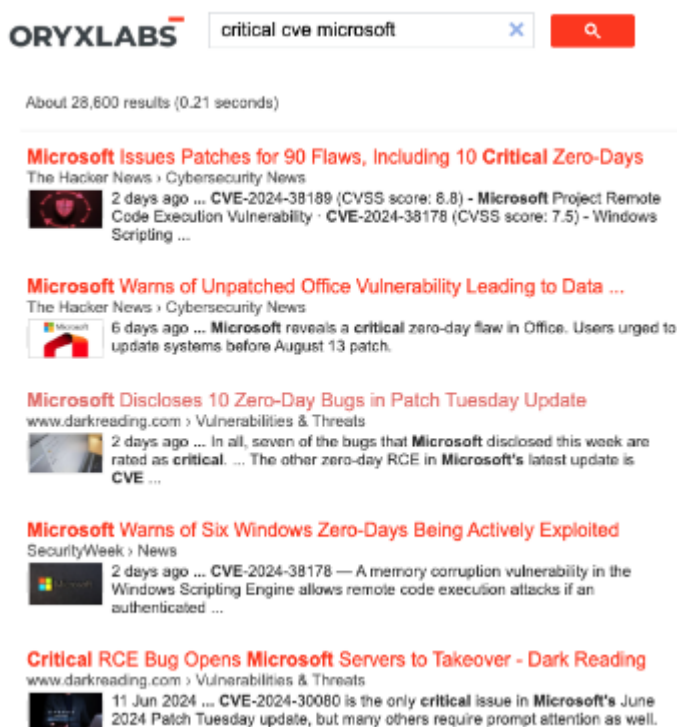 ORYXLABS
critical cve microsoft
About 28,600 results (0.21 seconds)
Microsoft Issues Patches for 90 Flaws, Including 10 Critical Zero-Days
The Hacker News › Cybersecurity News
2 days ago ... CVE-2024-38189 (CVSS score: 8.8) - Microsoft Project Remote
Code Execution Vulnerability · CVE-2024-38178 (CVSS score: 7.5) - Windows
Scripting ...
Microsoft Warns of Unpatched Office Vulnerability Leading to Data ...
The Hacker News › Cybersecurity News
Microsoft
6 days ago ... Microsoft reveals a critical zero-day flaw in Office. Users urged to
update systems before August 13 patch.
Microsoft Discloses 10 Zero-Day Bugs in Patch Tuesday Update
www.darkreading.com › Vulnerabilities & Threats
2 days ago ... In all, seven of the bugs that Microsoft disclosed this week are
rated as critical. ... The other zero-day RCE in Microsoft's latest update is
CVE ...
Microsoft Warns of Six Windows Zero-Days Being Actively Exploited
SecurityWeek › News
2 days ago ... CVE-2024-38178 — A memory corruption vulnerability in the
Windows Scripting Engine allows remote code execution attacks if an
authenticated ...
Critical RCE Bug Opens Microsoft Servers to Takeover - Dark Reading
www.darkreading.com › Vulnerabilities & Threats
11 Jun 2024 ... CVE-2024-30080 is the only critical issue in Microsoft's June
2024 Patch Tuesday update, but many others require prompt attention as well.